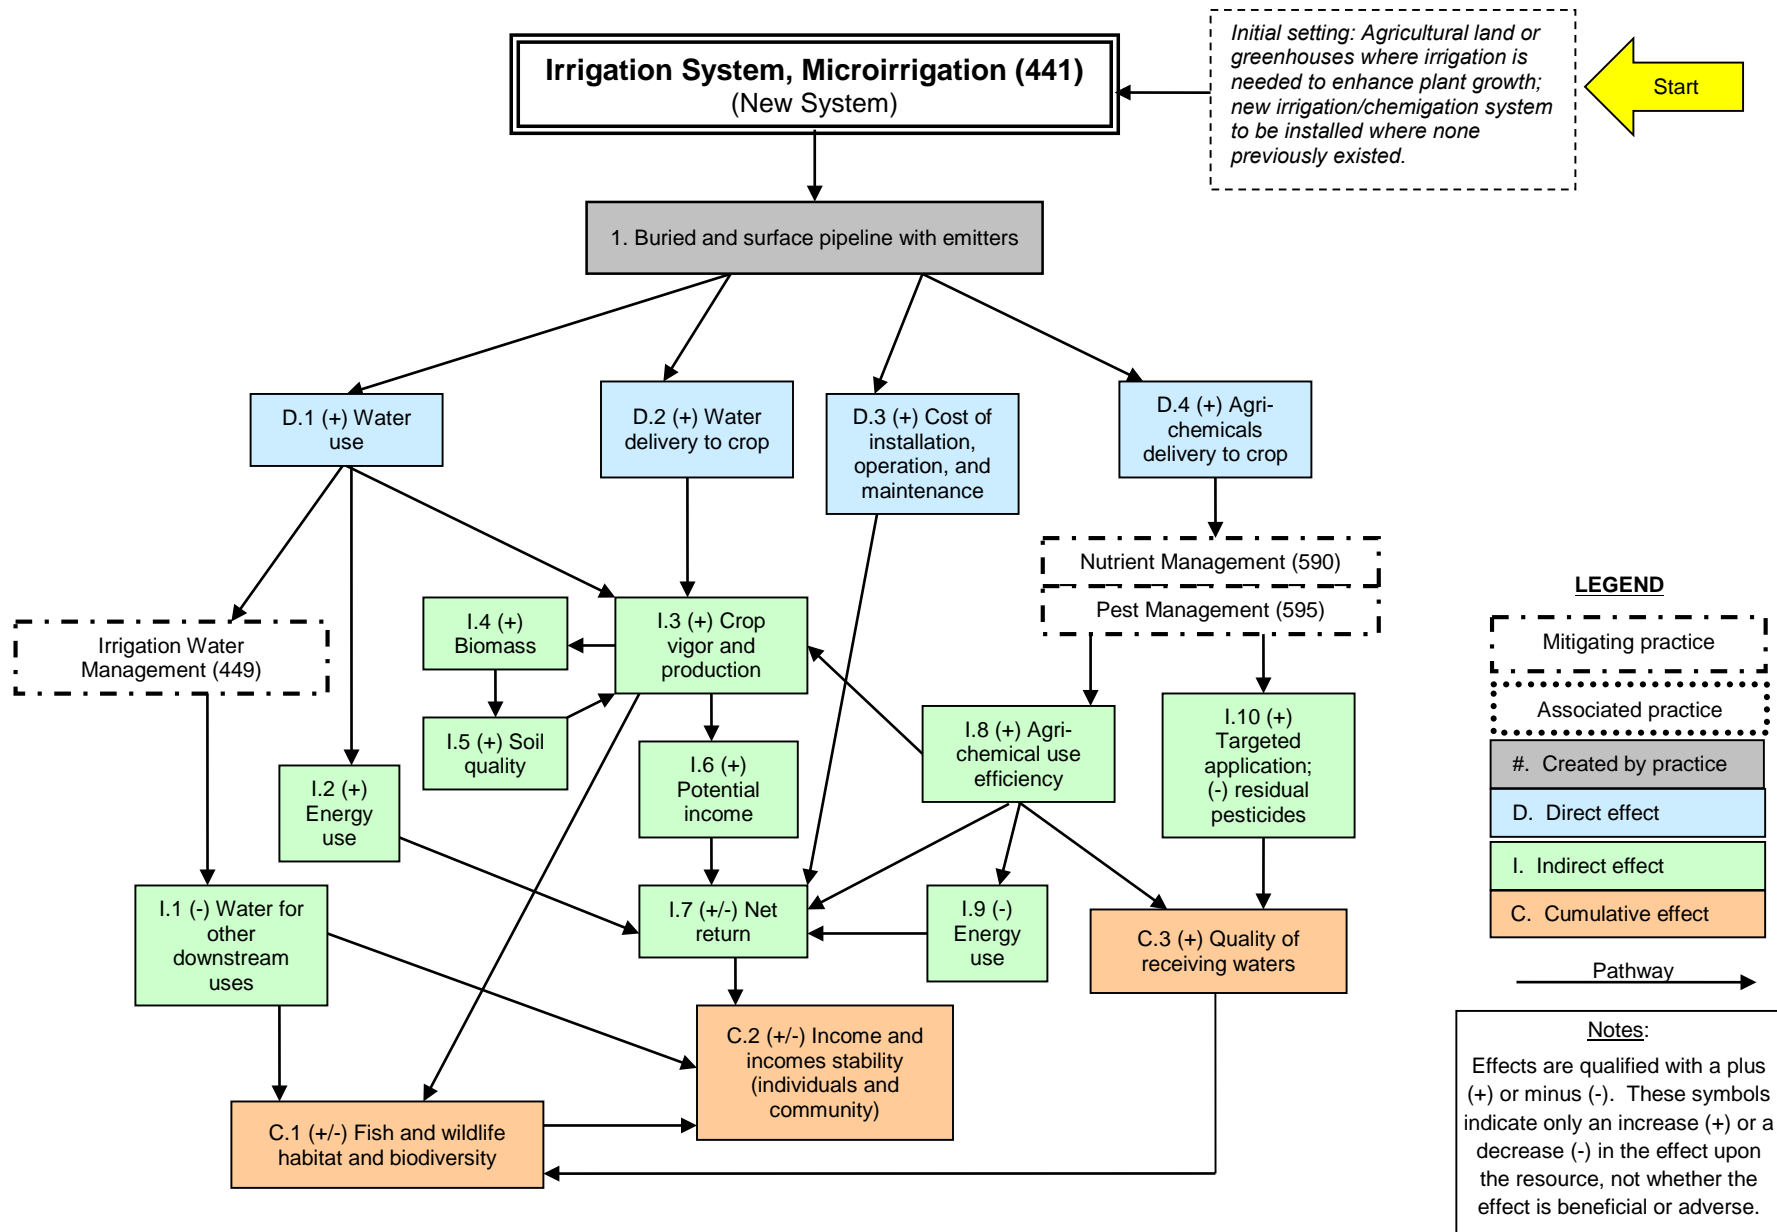 Irrigation System, Microirrigation (441)
(New System)
Initial setting: Agricultural land or
greenhouses where irrigation is
needed to enhance plant growth;
new irrigation/chemigation system
to be installed where none
previously existed.
Start
1. Buried and surface pipeline with emitters
D.1 (+) Water
use
D.2 (+) Water
delivery to crop
D.3 (+) Cost of
installation,
operation, and
maintenance
D.4 (+) Agri-
chemicals
delivery to crop
Nutrient Management (590)
Pest Management (595)
Irrigation Water
Management (449)
I.4 (+)
Biomass
I.3 (+) Crop
vigor and
production
I.5 (+) Soil
quality
I.2 (+)
Energy
use
I.6 (+)
Potential
income
I.8 (+) Agri-
chemical use
efficiency
I.10 (+)
Targeted
application;
(-) residual
pesticides
I.1 (-) Water for
other
downstream
uses
I.7 (+/-) Net
return
I.9 (-)
Energy
use
C.3 (+) Quality of
receiving waters
C.2 (+/-) Income and
incomes stability
(individuals and
community)
C.1 (+/-) Fish and wildlife
habitat and biodiversity
LEGEND
Mitigating practice
Associated practice
#. Created by practice
D. Direct effect
I. Indirect effect
C. Cumulative effect
Pathway
Notes:
Effects are qualified with a plus
(+) or minus (-). These symbols
indicate only an increase (+) or a
decrease (-) in the effect upon
the resource, not whether the
effect is beneficial or adverse.